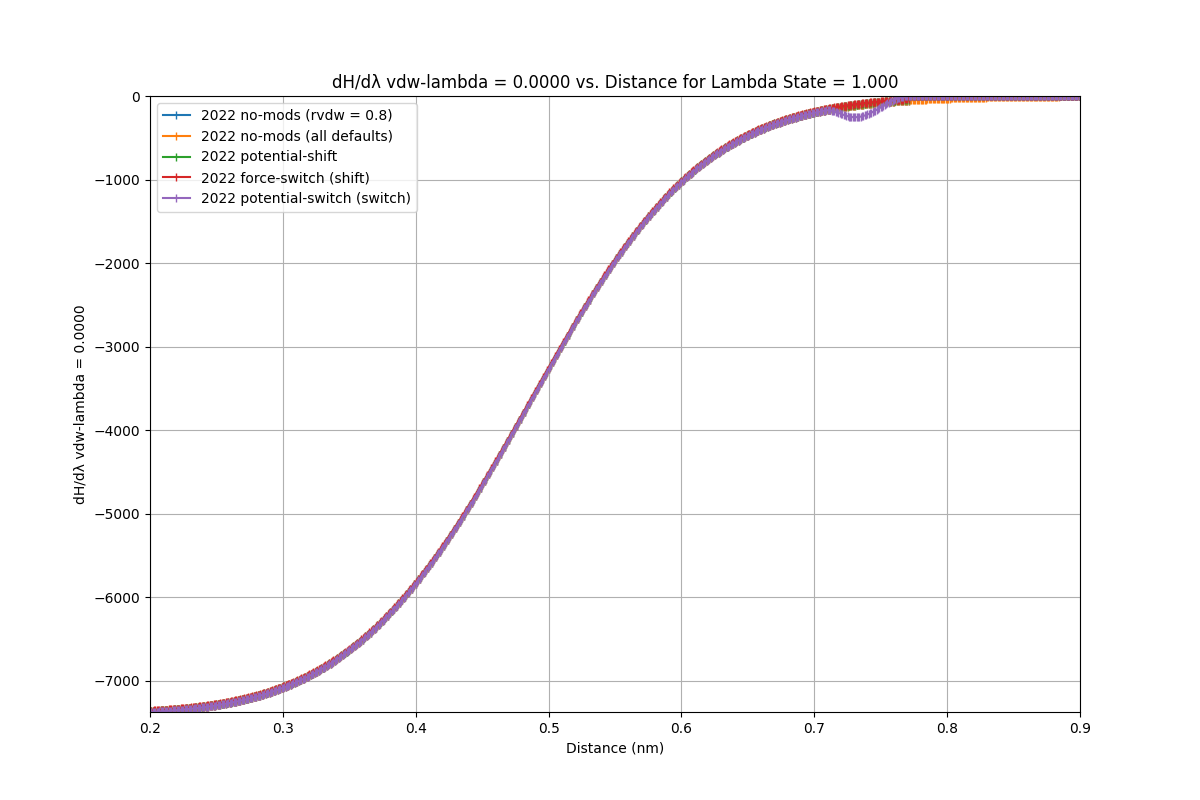 dH/dλ vdw-lambda = 0.0000 vs. Distance for Lambda State = 1.000
2022 no-mods (rvdw = 0.8)
2022 no-mods (all defaults)
2022 potential-shift
2022 force-switch (shift)
2022 potential-switch (switch)
dH/dλ vdw-lambda = 0.0000
0
−1000
−2000
−3000
−4000
−5000
−6000
−7000
0.2 0.3 0.4 0.5 0.6 0.7 0.8 0.9
Distance (nm)